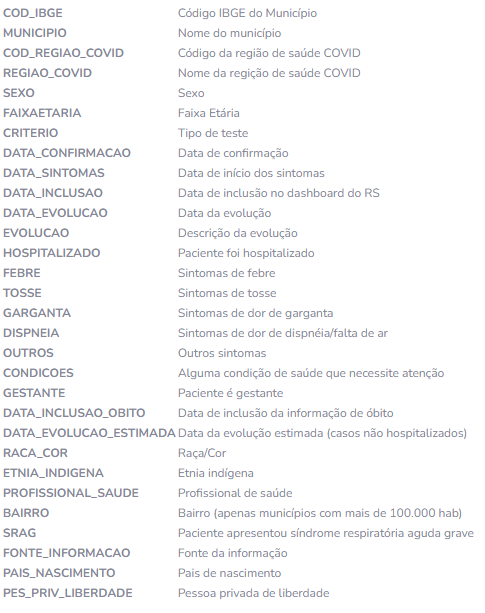 COD_IBGE Código IBGE do Município
MUNICIPIO Nome do município
COD_REGIAO_COVID Código da região de saúde COVID
REGIAO_COVID Nome da regição de saúde COVID
SEXO Sexo
FAIXAETARIA Faixa Etária
CRITERIO Tipo de teste
DATA_CONFIRMACAO Data de confirmação
DATA_SINTOMAS Data de início dos sintomas
DATA_INCLUSAO Data de inclusão no dashboard do RS
DATA_EVOLUCAO Data da evolução
EVOLUCAO Descrição da evolução
HOSPITALIZADO Paciente foi hospitalizado
FEBRE Sintomas de febre
TOSSE Sintomas de tosse
GARGANTA Sintomas de dor de garganta
DISPNEIA Sintomas de dor de dispnéia/falta de ar
OUTROS Outros sintomas
CONDICOES Alguma condição de saúde que necessite atenção
GESTANTE Paciente é gestante
DATA_INCLUSAO_OBITO Data de inclusão da informação de óbito
DATA_EVOLUCAO_ESTIMADA Data da evolução estimada (casos não hospitalizados)
RACA_COR Raça/Cor
ETNIA_INDIGENA Etnia indígena
PROFISSIONAL_SAUDE Profissional de saúde
BAIRRO Bairro (apenas municípios com mais de 100.000 hab)
SRAG Paciente apresentou síndrome respiratória aguda grave
FONTE_INFORMACAO Fonte da informação
PAIS_NASCIMENTO Pais de nascimento
PES_PRIV_LIBERDADE Pessoa privada de liberdade